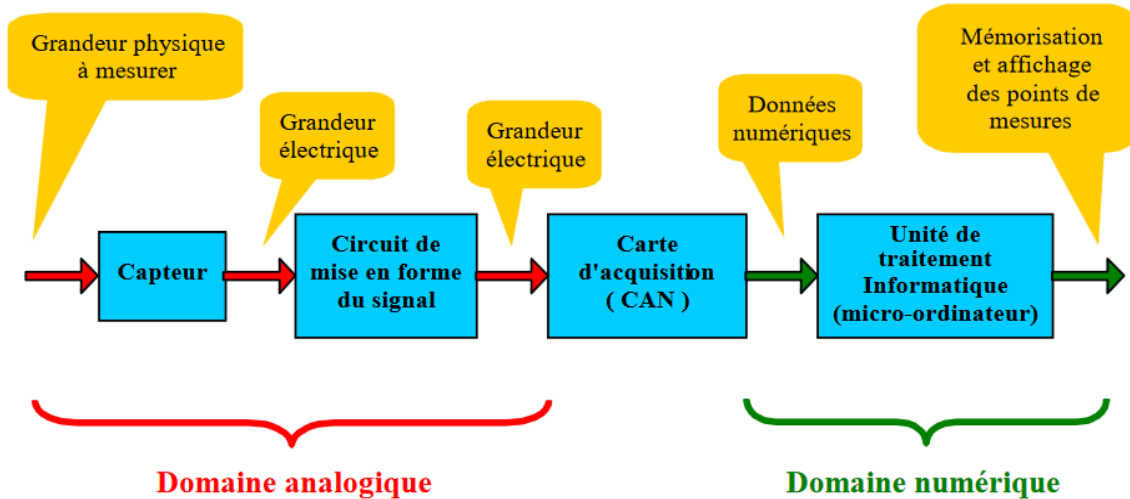 Grandeur physique
à mesurer
Grandeur
électrique
Grandeur
électrique
Données
numériques
Mémorisation
et affichage
des points de
mesures
Capteur
Circuit de
mise en forme
du signal
Carte
d'acquisition
( CAN )
Unité de
traitement
Informatique
(micro-ordinateur)
Domaine analogique
Domaine numérique